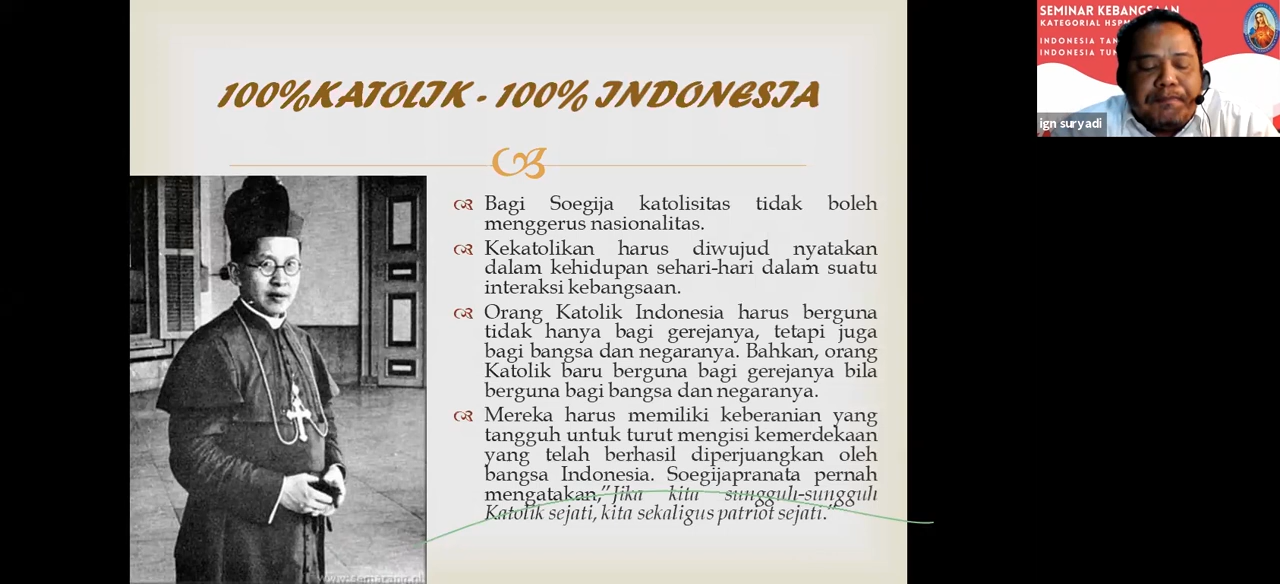 100%KATOLIK - 100% INDONESIA
Bagi Soegija katolisitas tidak boleh
menggerus nasionalitas.
Kekatolikan harus diwujud nyatakan
dalam kehidupan sehari-hari dalam suatu
interaksi kebangsaan.
Orang Katolik Indonesia harus berguna
tidak hanya bagi gerejanya, tetapi juga
bagi bangsa dan negaranya. Bahkan, orang
Katolik baru berguna bagi gerejanya bila
berguna bagi bangsa dan negaranya.
Mereka harus memiliki keberanian yang
tangguh untuk turut mengisi kemerdekaan
yang telah berhasil diperjuangkan oleh
bangsa Indonesia. Soegijapranata pernah
mengatakan,"Jika kita sungguh-sungguh
Katolik sejati, kita sekaligus patriot sejati."
SEMINAR KEBANGSAAN
KATEGORIAL
INDONESIA
INDONESIA
ign suryadi